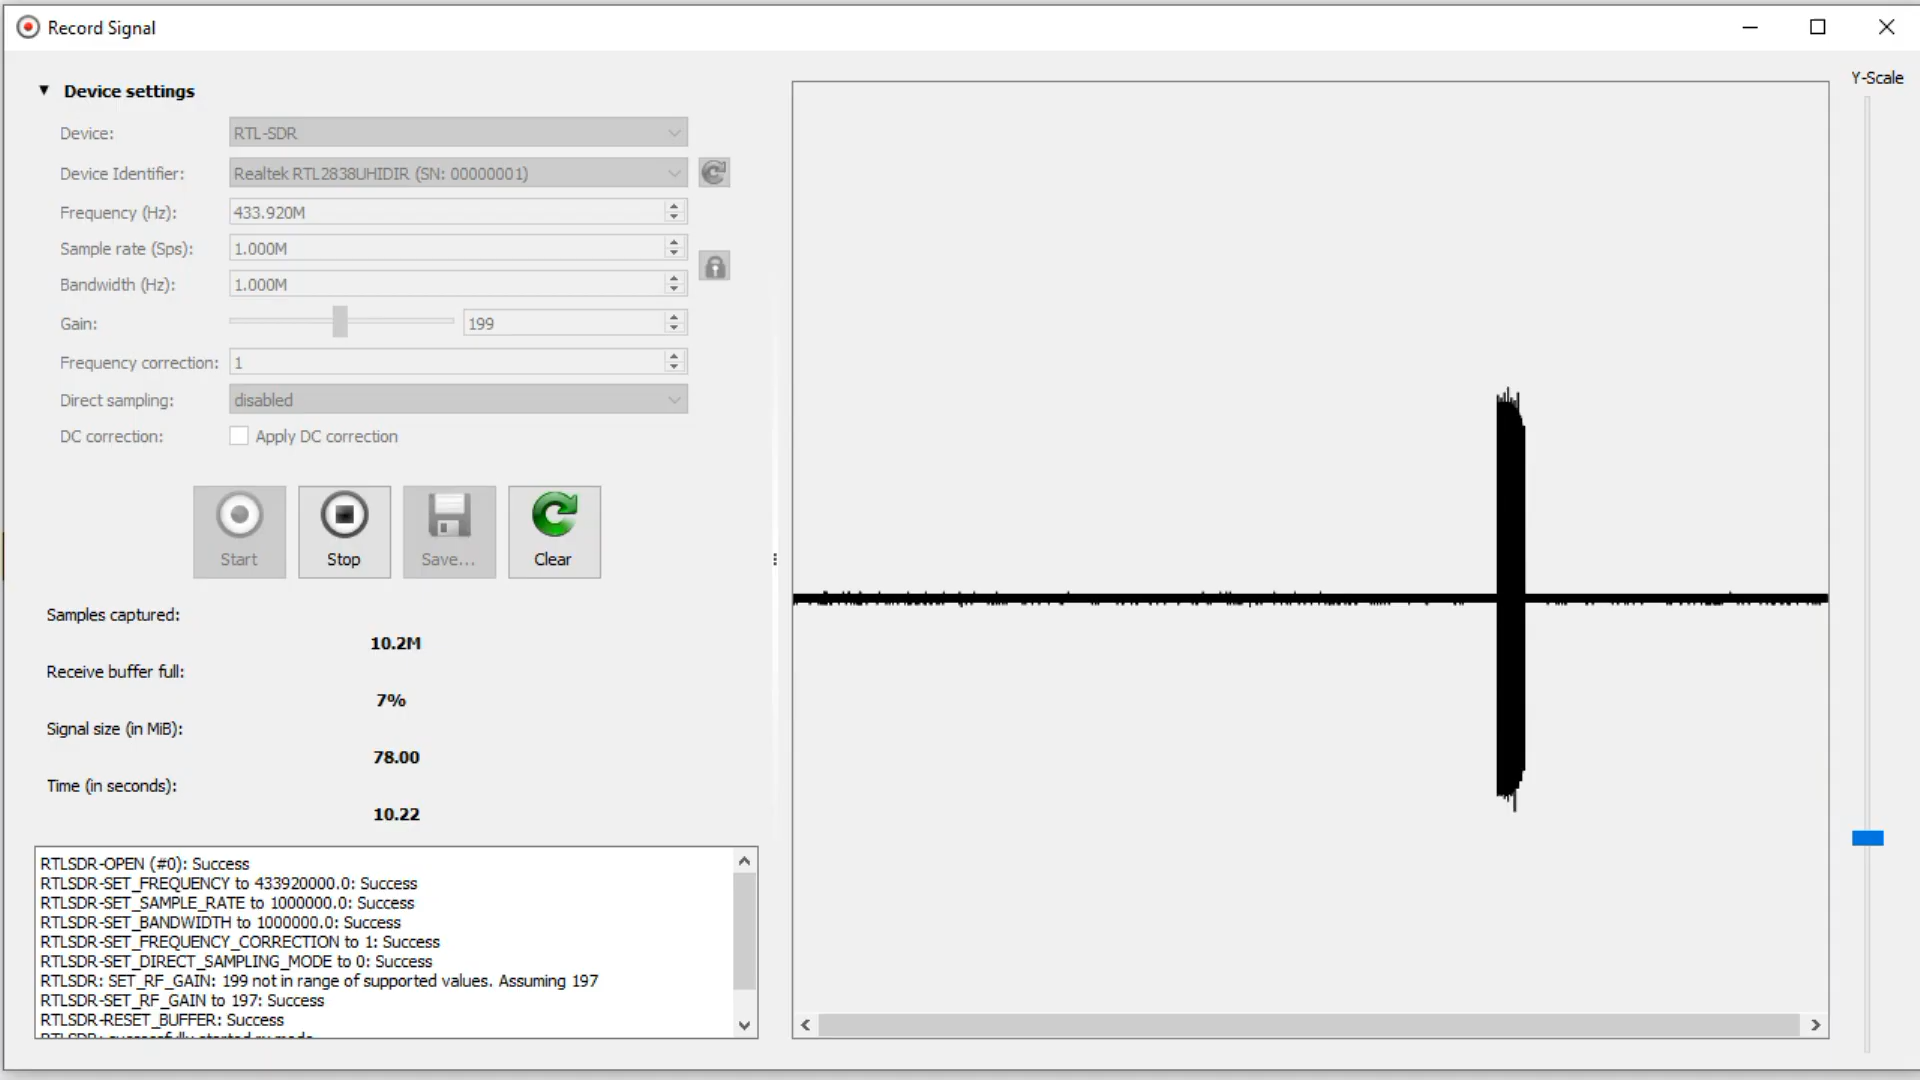 Record Signal
Device settings
Device:
RTL-SDR
Device Identifier:
Realtek RTL2838UHIDIR (SN: 00000001)
Frequency (Hz):
433.920M
Sample rate (Sps):
1.000M
Bandwidth (Hz):
1.000M
Gain:
199
Frequency correction:
1
Direct sampling:
disabled
DC correction:
Apply DC correction
Start
Stop
Save...
Clear
Samples captured:
10.2M
Receive buffer full:
7%
Signal size (in MiB):
78.00
Time (in seconds):
10.22
RTLSDR-OPEN (#0): Success
RTLSDR-SET_FREQUENCY to 433920000.0: Success
RTLSDR-SET_SAMPLE_RATE to 1000000.0: Success
RTLSDR-SET_BANDWIDTH to 1000000.0: Success
RTLSDR-SET_FREQUENCY_CORRECTION to 1: Success
RTLSDR-SET_DIRECT_SAMPLING_MODE to 0: Success
RTLSDR: SET_RF_GAIN: 199 not in range of supported values. Assuming 197
RTLSDR-SET_RF_GAIN to 197: Success
RTLSDR-RESET_BUFFER: Success
RTLSDR: successfully started rx mode
Y-Scale